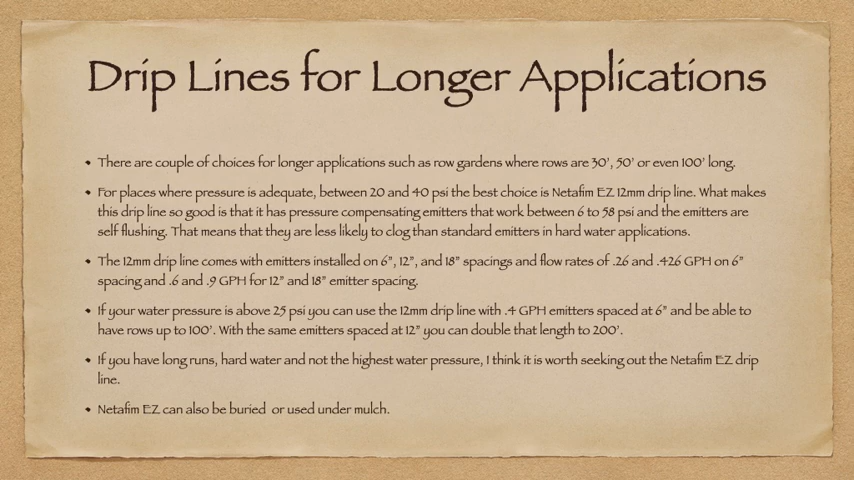 Drip Lines for Longer Applications
• There are couple of choices for longer applications such as row gardens where rows are 30’, 50’ or even 100’ long.
• For places where pressure is adequate, between 20 and 40 psi the best choice is Netafim EZ 12mm drip line. What makes
this drip line so good is that it has pressure compensating emitters that work between 6 to 58 psi and the emitters are
self flushing. That means that they are less likely to clog than standard emitters in hard water applications.
• The 12mm drip line comes with emitters installed on 6”, 12”, and 18” spacings and flow rates of .26 and .426 GPH on 6”
spacing and .6 and .9 GPH for 12” and 18” emitter spacing.
• If your water pressure is above 25 psi you can use the 12mm drip line with .4 GPH emitters spaced at 6” and be able to
have rows up to 100’. With the same emitters spaced at 12” you can double that length to 200’.
• If you have long runs, hard water and not the highest water pressure, I think it is worth seeking out the Netafim EZ drip
line.
• Netafim EZ can also be buried or used under mulch.